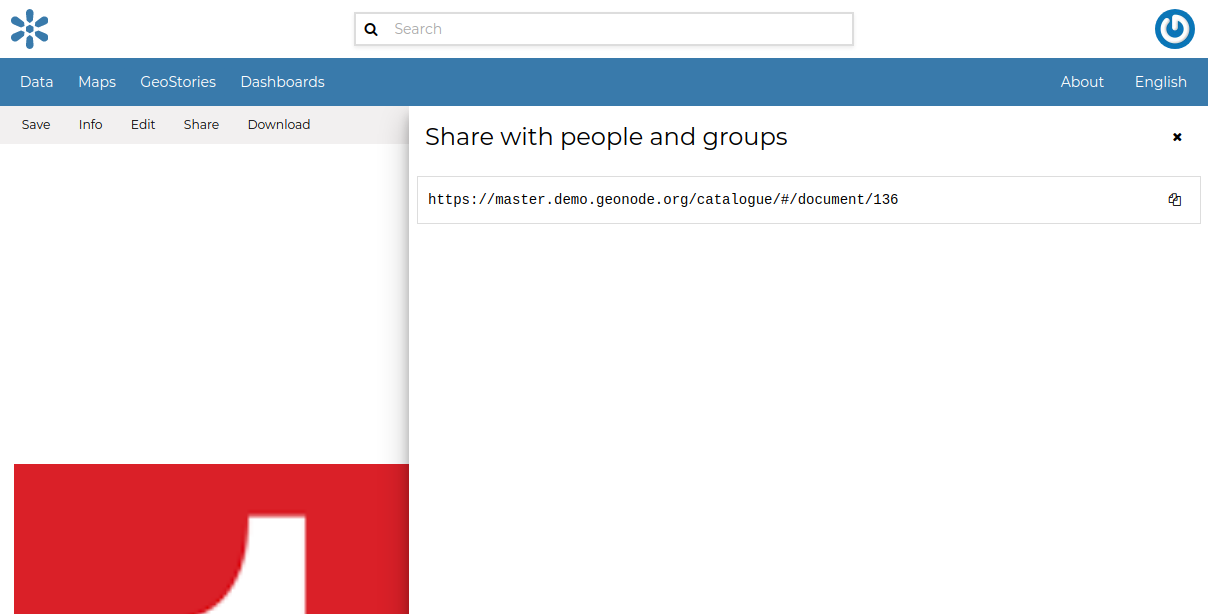 Search
Data Maps GeoStories Dashboards About English
Save Info Edit Share Download
Share with people and groups
https://master.demo.geonode.org/catalogue/#/document/136